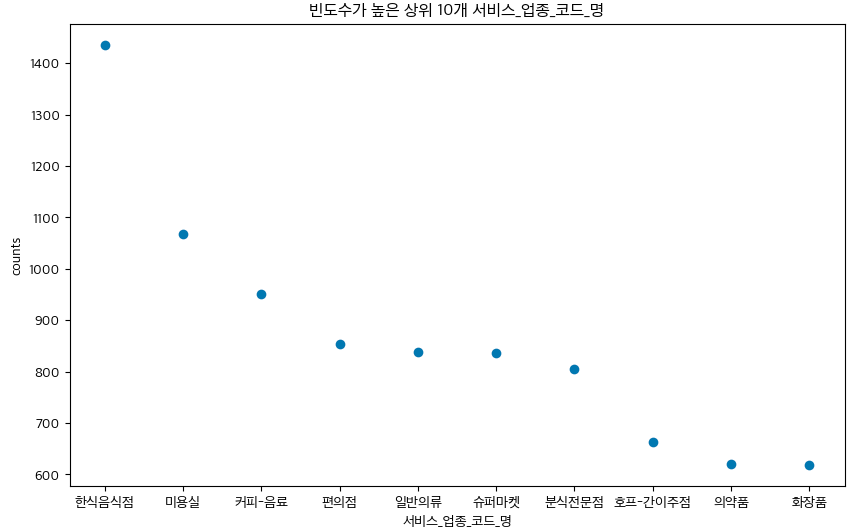 빈도수가 높은 상위 10개 서비스_업종_코드_명
counts
1400
1300
1200
1100
1000
900
800
700
600
한식음식점 미용실 커피-음료 편의점 일반의류 슈퍼마켓 분식전문점 호프-간이주점 의약품 화장품
서비스_업종_코드_명